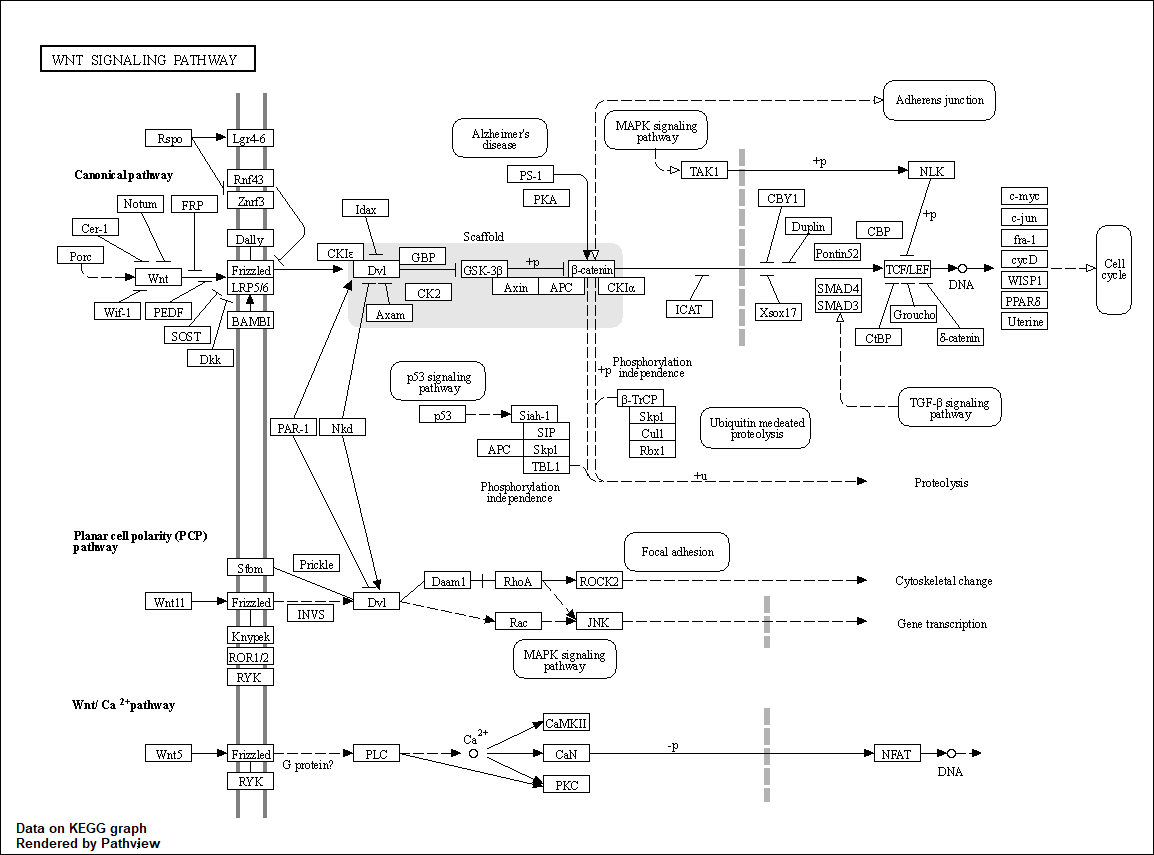 WNT SIGNALING PATHWAY
Adherens junction
MAPK signaling
pathway
Alzheimer's
disease
Rspo
Lgr4-6
+p
TAK1
NLK
PS-1
Canonical pathway
Rnf43
PKA
Znrf3
CBY1
c-myc
Notum
FRP
Idax
c-jun
+p
Cer-1
Duplin
CBP
Dally
Scaffold
fra-1
Porc
CKIε
GBP
Pontin52
cycD
Cell
cycle
Wnt
Frizzled
Dvl
GSK-3β
+p
β-catenin
TCF/LEF
DNA
LRP5/6
CK2
Axin
APC
CKIα
SMAD4
WISP1
SMAD3
PPARδ
Wif-1
PEDF
BAMBI
Axam
ICAT
Xsox17
Groucho
Uterine
SOST
CtBP
δ-catenin
Dkk
Phosphorylation
independence
+p
p53 signaling
pathway
β-TrCP
TGF-β signaling
pathway
p53
Siah-1
Skp1
Ubiquitin medeated
proteolysis
PAR-1
Nkd
SIP
Cul1
APC
Skp1
Rbx1
TBL1
+u
Proteolysis
Phosphorylation
independence
Planar cell polarity (PCP)
pathway
Focal adhesion
Stbm
Prickle
Daam1
RhoA
ROCK2
Cytoskeletal change
Wnt11
Frizzled
INVS
Dvl
Rac
JNK
Gene transcription
Knypek
ROR1/2
MAPK signaling
pathway
RYK
Wnt/ Ca 2+pathway
CaMKII
Ca2+
Wnt5
Frizzled
PLC
CaN
-p
NFAT
G protein?
DNA
RYK
PKC
Data on KEGG graph
Rendered by Pathview